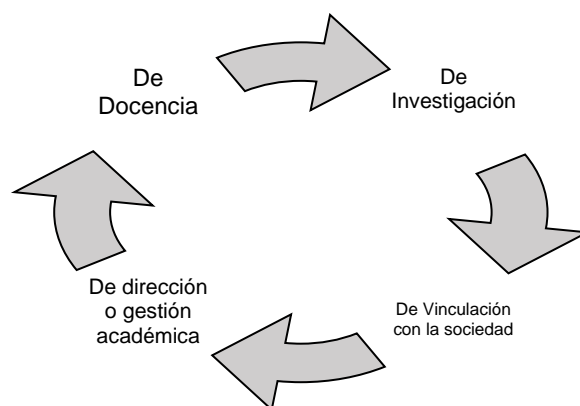 De
Docencia
De
Investigación
De Vinculación
con la sociedad
De dirección
o gestión
académica